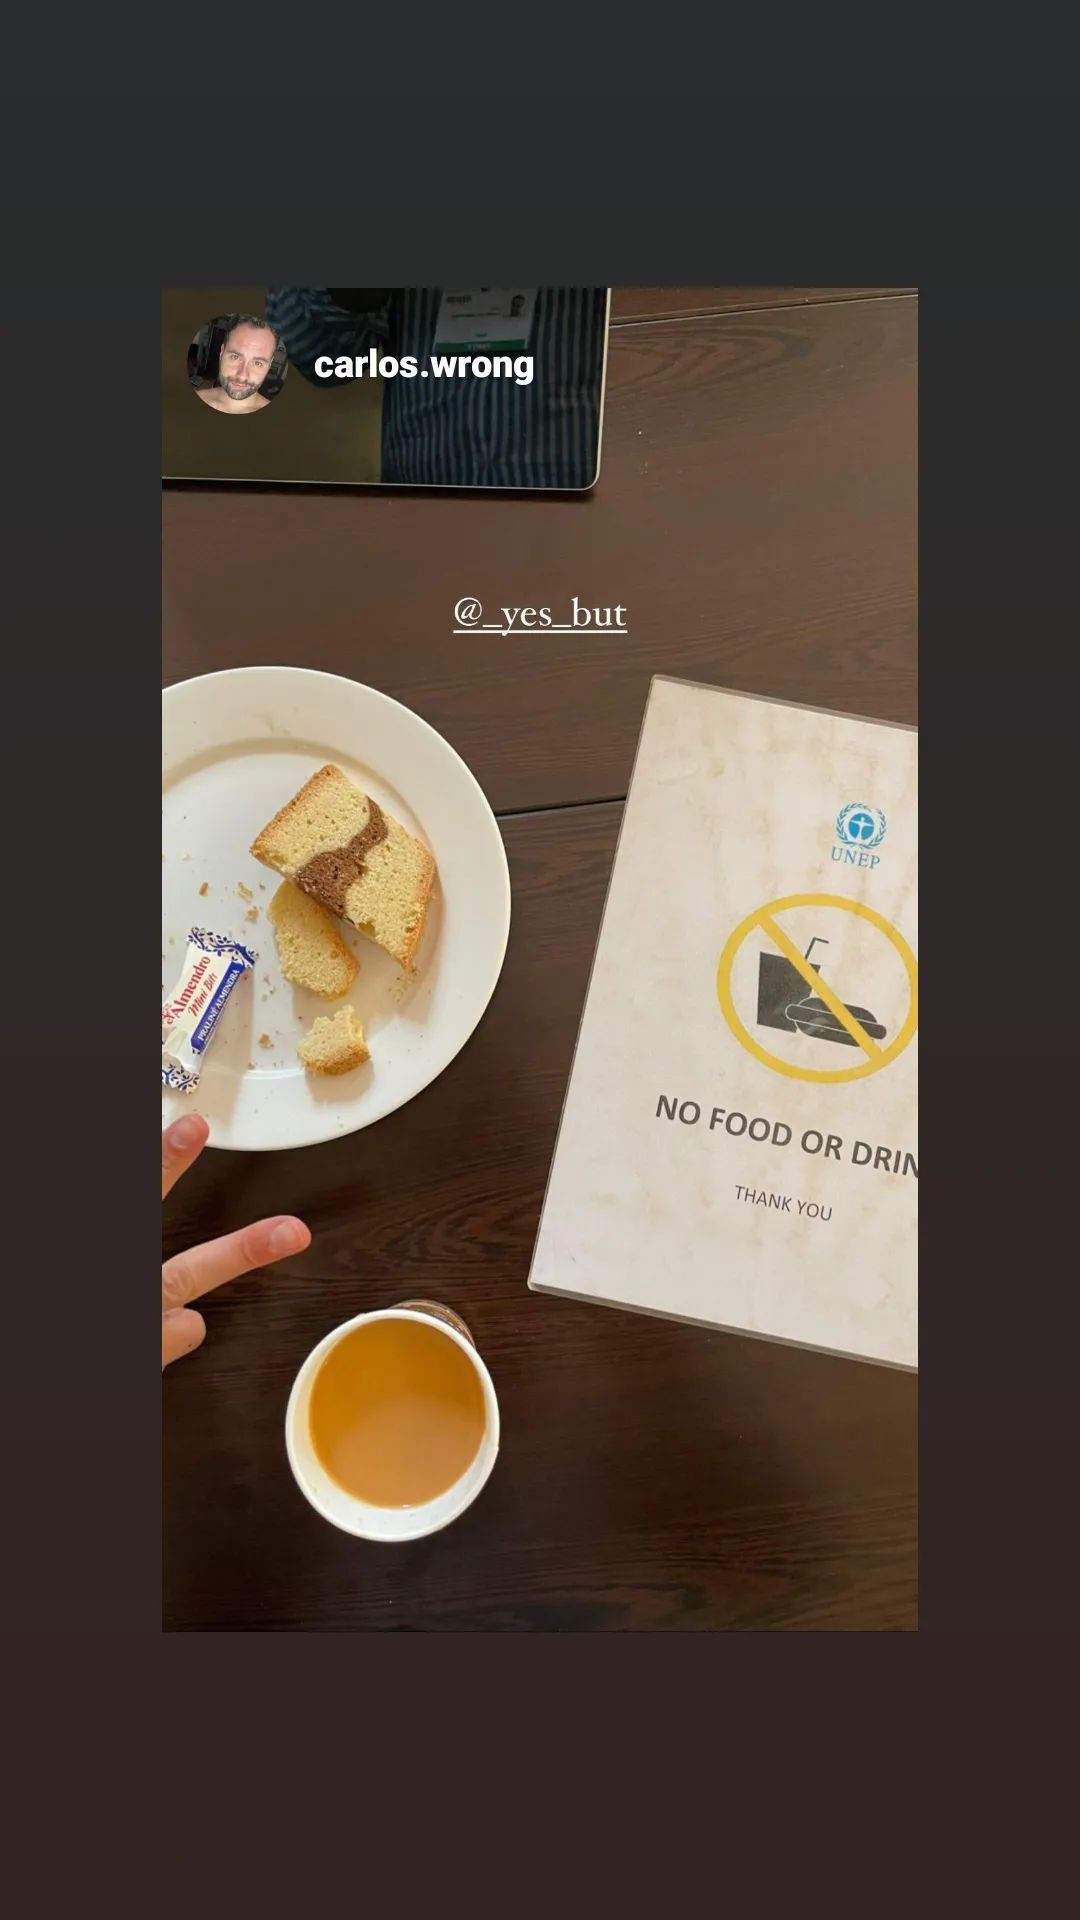 carlos.wrong
@_yes_but
UNEP
el Almendro
Mini Bits
PRALINÉ ALMENDRA
NO FOOD OR DRIN
THANK YOU